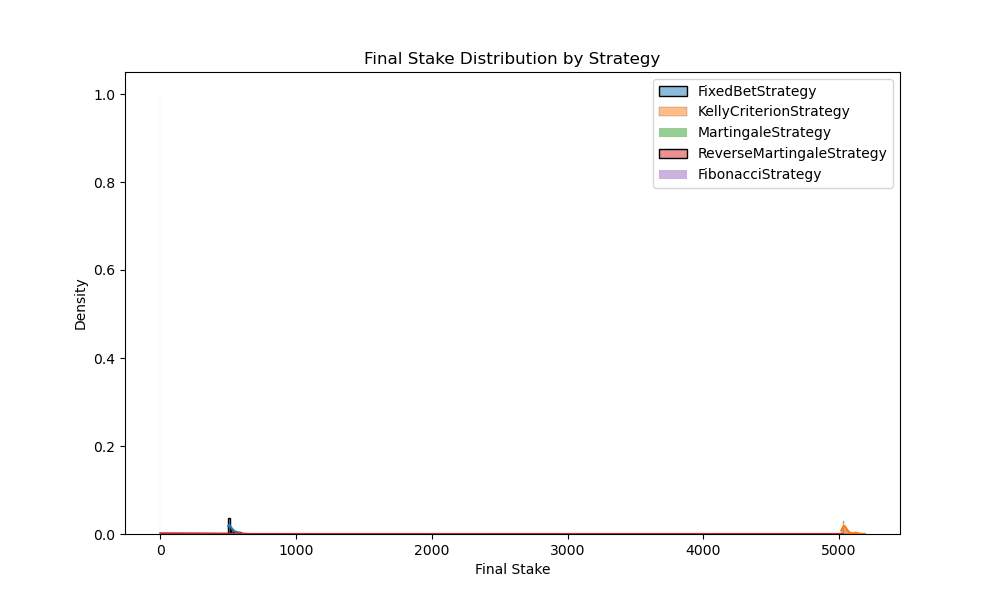 Final Stake Distribution by Strategy
FixedBetStrategy
KellyCriterionStrategy
MartingaleStrategy
ReverseMartingaleStrategy
FibonacciStrategy
Density
1.0
0.8
0.6
0.4
0.2
0.0
0 1000 2000 3000 4000 5000
Final Stake